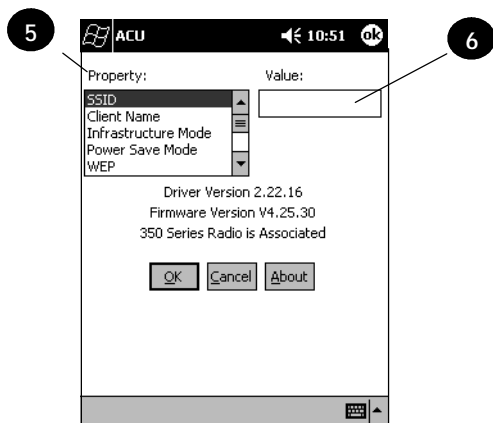 5
6
ACU 10:51 ok
Property: Value:
SSID
Client Name
Infrastructure Mode
Power Save Mode
WEP
Driver Version 2.22.16
Firmware Version V4.25.30
350 Series Radio is Associated
OK Cancel About